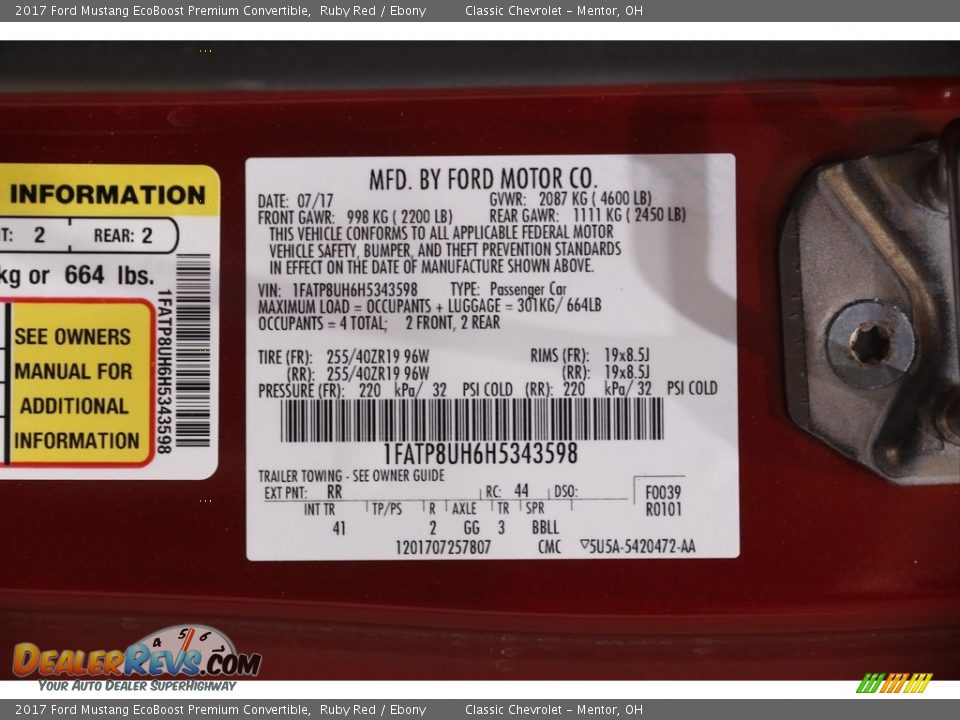 2017 Ford Mustang EcoBoost Premium Convertible, Ruby Red / Ebony Classic Chevrolet – Mentor, OH
INFORMATION
T: 2 REAR: 2
kg or 664 lbs.
SEE OWNERS
MANUAL FOR
ADDITIONAL
INFORMATION
1FATP8UH6H5343598
MFD. BY FORD MOTOR CO.
DATE: 07/17 GVWR: 2087 KG ( 4600 LB)
FRONT GAWR: 998 KG ( 2200 LB) REAR GAWR: 1111 KG ( 2450 LB)
THIS VEHICLE CONFORMS TO ALL APPLICABLE FEDERAL MOTOR
VEHICLE SAFETY, BUMPER, AND THEFT PREVENTION STANDARDS
IN EFFECT ON THE DATE OF MANUFACTURE SHOWN ABOVE.
VIN: 1FATP8UH6H5343598 TYPE: Passenger Car
MAXIMUM LOAD = OCCUPANTS + LUGGAGE = 301KG/ 664LB
OCCUPANTS = 4 TOTAL; 2 FRONT, 2 REAR
TIRE (FR): 255/40ZR19 96W RIMS (FR): 19x8.5J
(RR): 255/40ZR19 96W (RR): 19x8.5J
PRESSURE (FR): 220 kPa/ 32 PSI COLD (RR): 220 kPa/ 32 PSI COLD
1FATP8UH6H5343598
TRAILER TOWING - SEE OWNER GUIDE
EXT PNT: RR RC: 44 DSO: F0039
INT TR TP/PS R AXLE TR SPR R0101
41 2 GG 3 BBLL
1201707257807 CMC ▽5U5A-5420472-AA
4 5 6
DEALERREVS.COM
YOUR AUTO DEALER SUPERHIGHWAY
2017 Ford Mustang EcoBoost Premium Convertible, Ruby Red / Ebony Classic Chevrolet – Mentor, OH